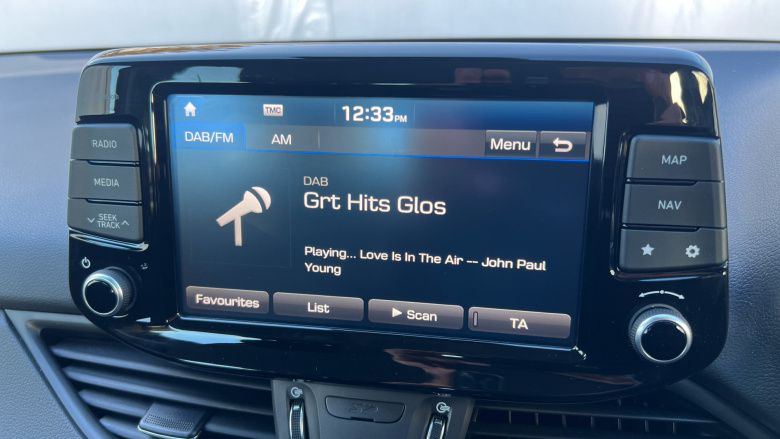 TMC
12:33PM
DAB/FM AM Menu
RADIO
MEDIA
SEEK
TRACK
DAB
Grt Hits Glos
Playing... Love Is In The Air -- John Paul
Young
Favourites List Scan TA
MAP
NAV